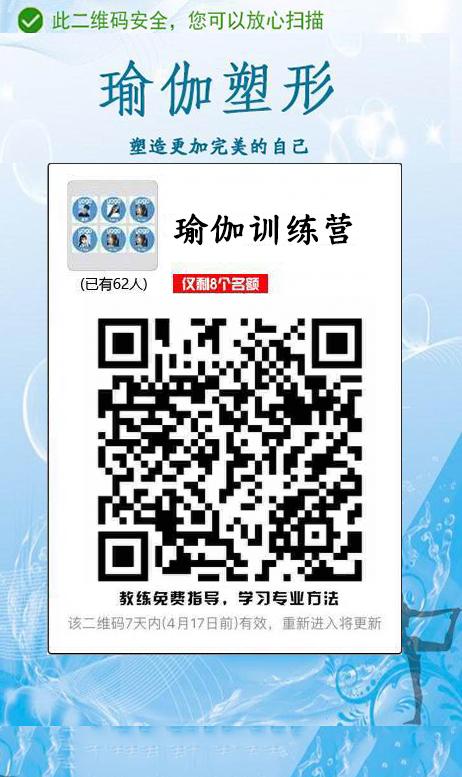 此二维码安全，您可以放心扫描
瑜伽塑形
塑造更加完美的自己
瑜伽训练营
(已有62人)
仅剩8个名额
教练免费指导，学习专业方法
该二维码7天内(4月17日前)有效，重新进入将更新